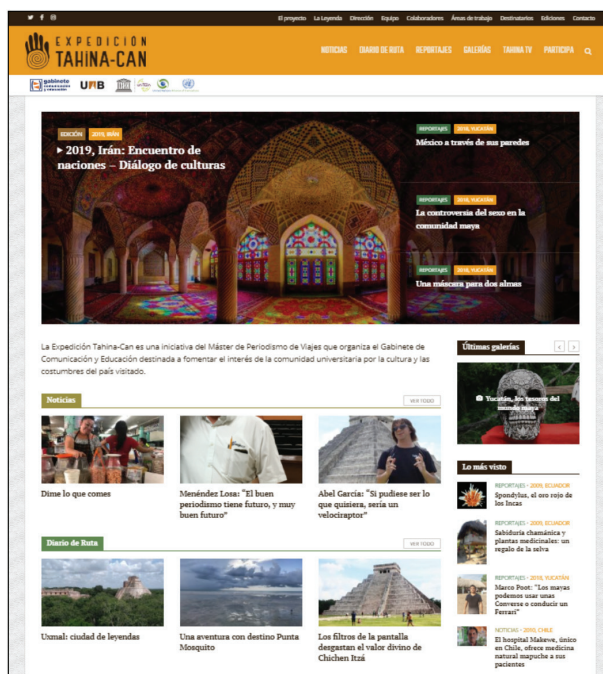 El proyecto La Leyenda Dirección Equipo Colaboradores Áreas de trabajo Destinatarios Ediciones Contacto
EXPEDICIÓN
TAHINA-CAN
NOTICIAS DIARIO DE RUTA REPORTAJES GALERÍAS TAHINA TV PARTICIPA
gabinete
comunicación
y educación
UAB
EDICIÓN 2019, IRÁN
2019, Irán: Encuentro de
naciones – Diálogo de culturas
REPORTAJES 2018, YUCATÁN
México a través de sus paredes
REPORTAJES 2018, YUCATÁN
La controversia del sexo en la
comunidad maya
REPORTAJES 2018, YUCATÁN
Una máscara para dos almas
La Expedición Tahina-Can es una iniciativa del Máster de Periodismo de Viajes que organiza el Gabinete de
Comunicación y Educación destinada a fomentar el interés de la comunidad universitaria por la cultura y las
costumbres del país visitado.
Noticias
VER TODO
Dime lo que comes
Menéndez Losa: “El buen
periodismo tiene futuro, y muy
buen futuro”
Abel García: “Si pudiese ser lo
que quisiera, sería un
velociraptor”
Diario de Ruta
VER TODO
Uxmal: ciudad de leyendas
Una aventura con destino Punta
Mosquito
Los filtros de la pantalla
desgastan el valor divino de
Chichen Itzá
Últimas galerías
Yucatán, los tesoros del
mundo maya
Lo más visto
REPORTAJES - 2009, ECUADOR
Spondylus, el oro rojo de
los Incas
REPORTAJES - 2009, ECUADOR
Sabiduría chamánica y
plantas medicinales: un
regalo de la selva
REPORTAJES - 2018, YUCATÁN
Marco Poot: “Los mayas
podemos usar unas
Converse o conducir un
Ferrari”
NOTICIAS - 2010, CHILE
El hospital Makewe, único
en Chile, ofrece medicina
natural mapuche a sus
pacientes